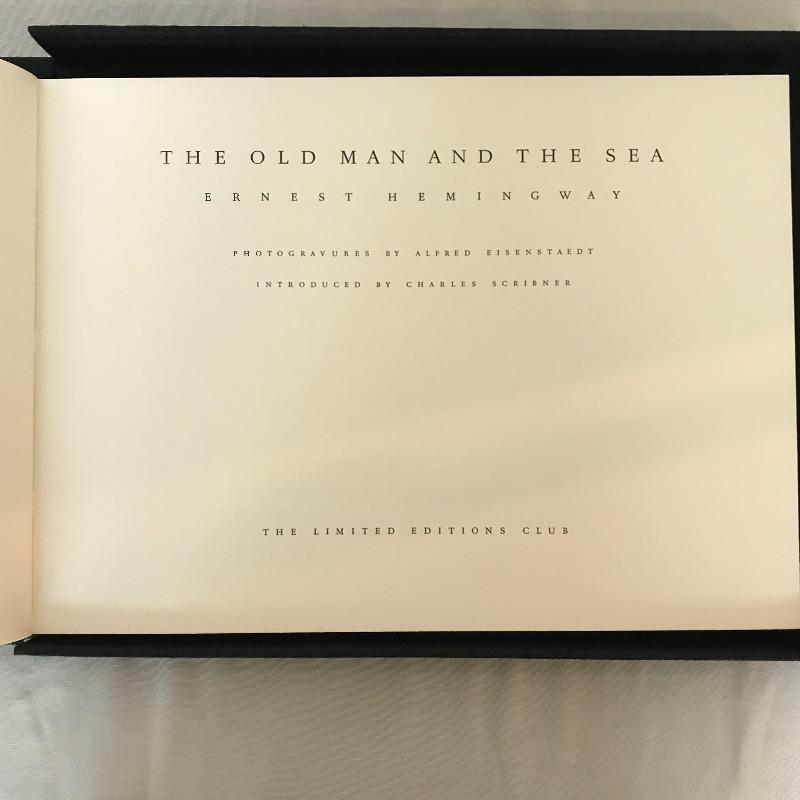 THE OLD MAN AND THE SEA
ERNEST HEMINGWAY
PHOTOGRAVURES BY ALFRED EISENSTAEDT
INTRODUCED BY CHARLES SCRIBNER
THE LIMITED EDITIONS CLUB